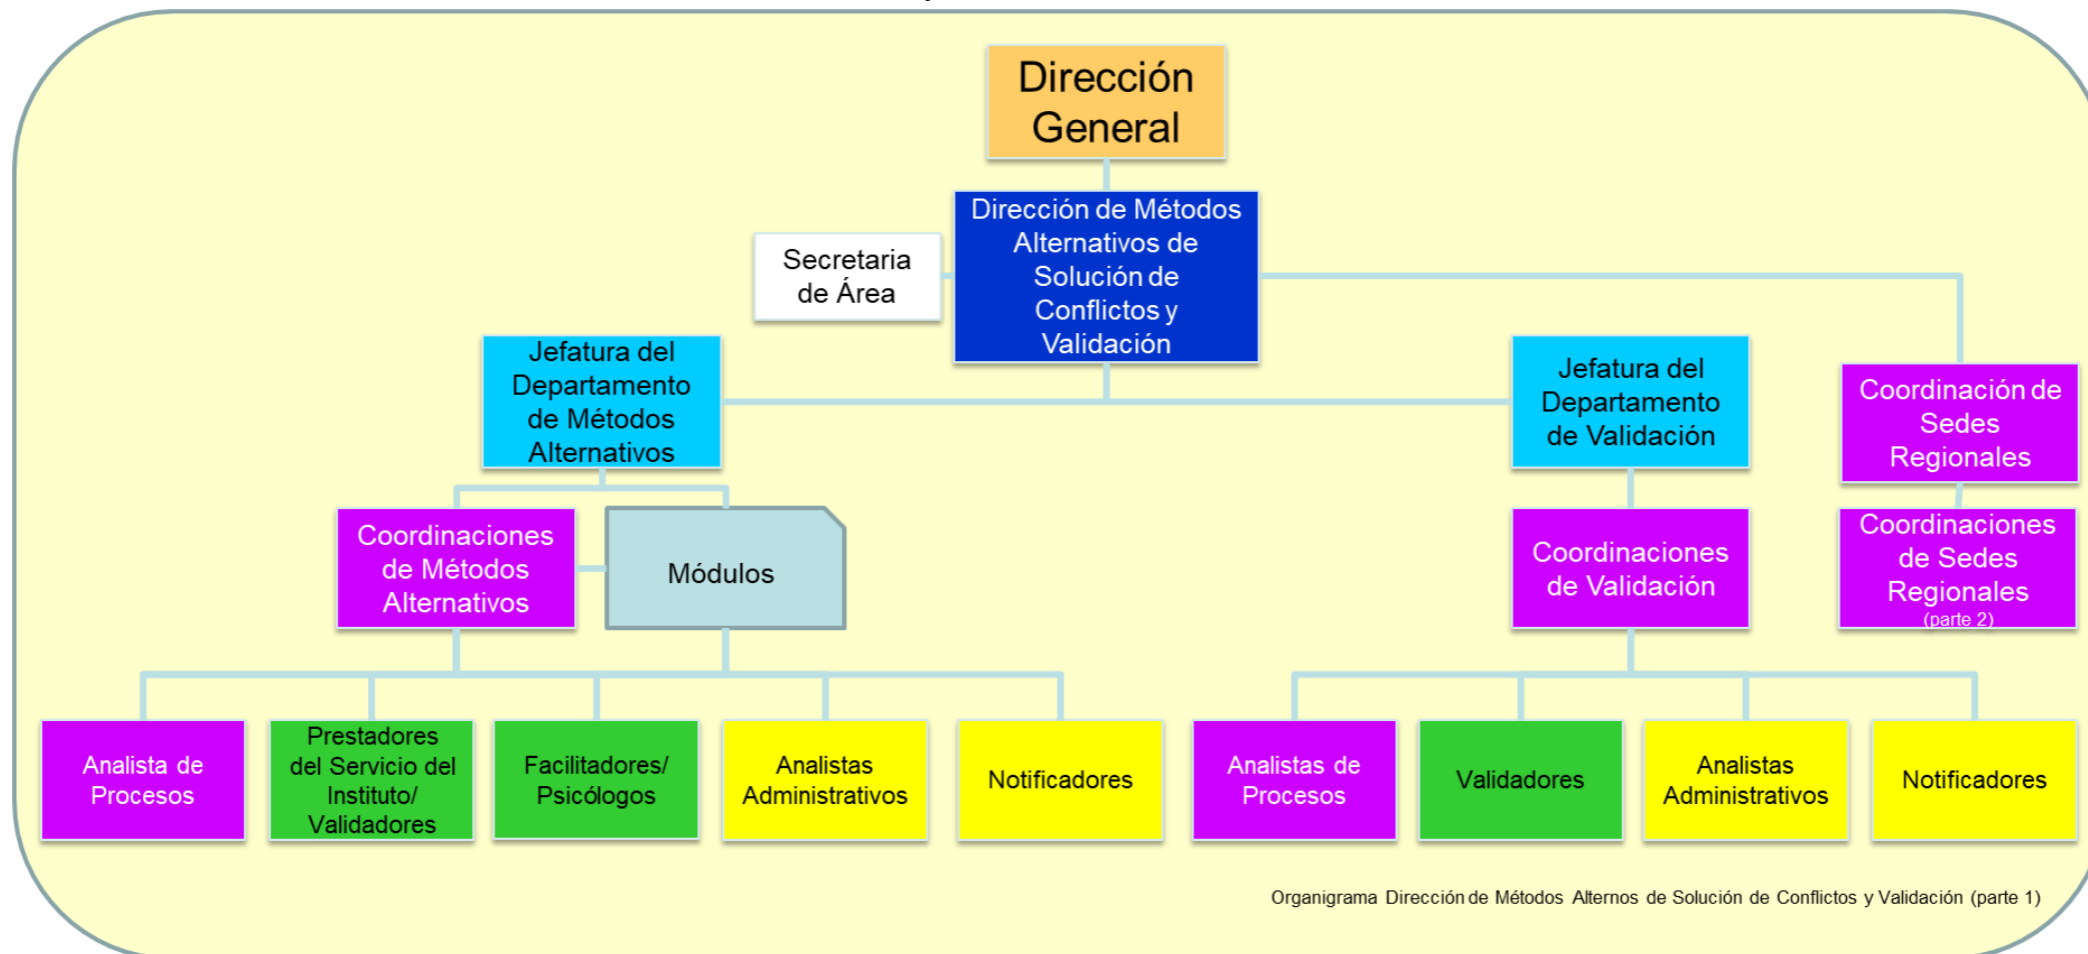 Dirección
General
Dirección de Métodos
Alternativos de
Solución de
Conflictos y
Validación
Secretaria
de Área
Jefatura del
Departamento
de Métodos
Alternativos
Jefatura del
Departamento
de Validación
Coordinación de
Sedes
Regionales
Coordinaciones
de Métodos
Alternativos
Módulos
Coordinaciones
de Validación
Coordinaciones
de Sedes
Regionales
(parte 2)
Analista de
Procesos
Prestadores
del Servicio del
Instituto/
Validadores
Facilitadores/
Psicólogos
Analistas
Administrativos
Notificadores
Analistas de
Procesos
Validadores
Analistas
Administrativos
Notificadores
Organigrama Dirección de Métodos Alternos de Solución de Conflictos y Validación (parte 1)